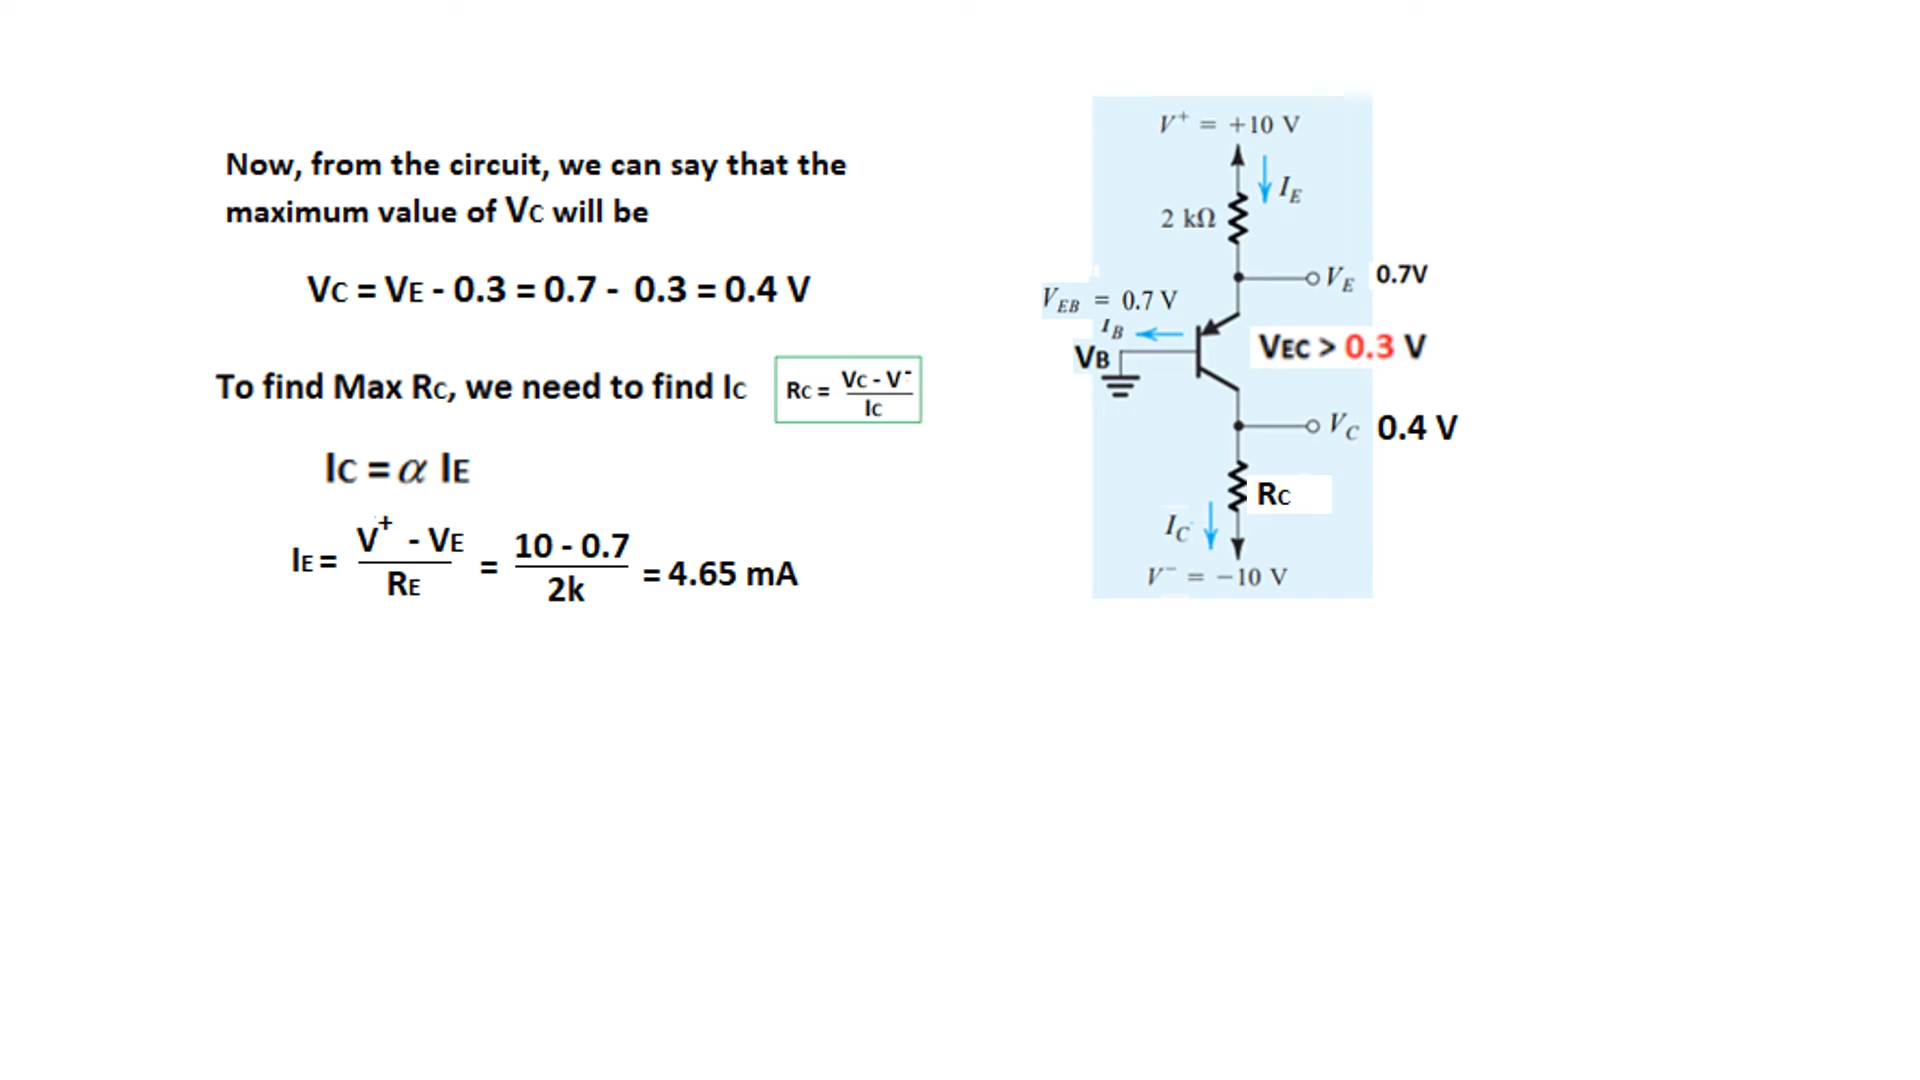 Now, from the circuit, we can say that the
maximum value of VC will be
VC = VE - 0.3 = 0.7 - 0.3 = 0.4 V
To find Max RC, we need to find IC
RC = VC - V⁻ / IC
IC = α IE
IE = V⁺ - VE / RE = 10 - 0.7 / 2k = 4.65 mA
V⁺ = +10 V
IE
2 kΩ
VE 0.7V
VEB = 0.7 V
IB
VB
VEC > 0.3 V
VC 0.4 V
RC
IC
V⁻ = −10 V